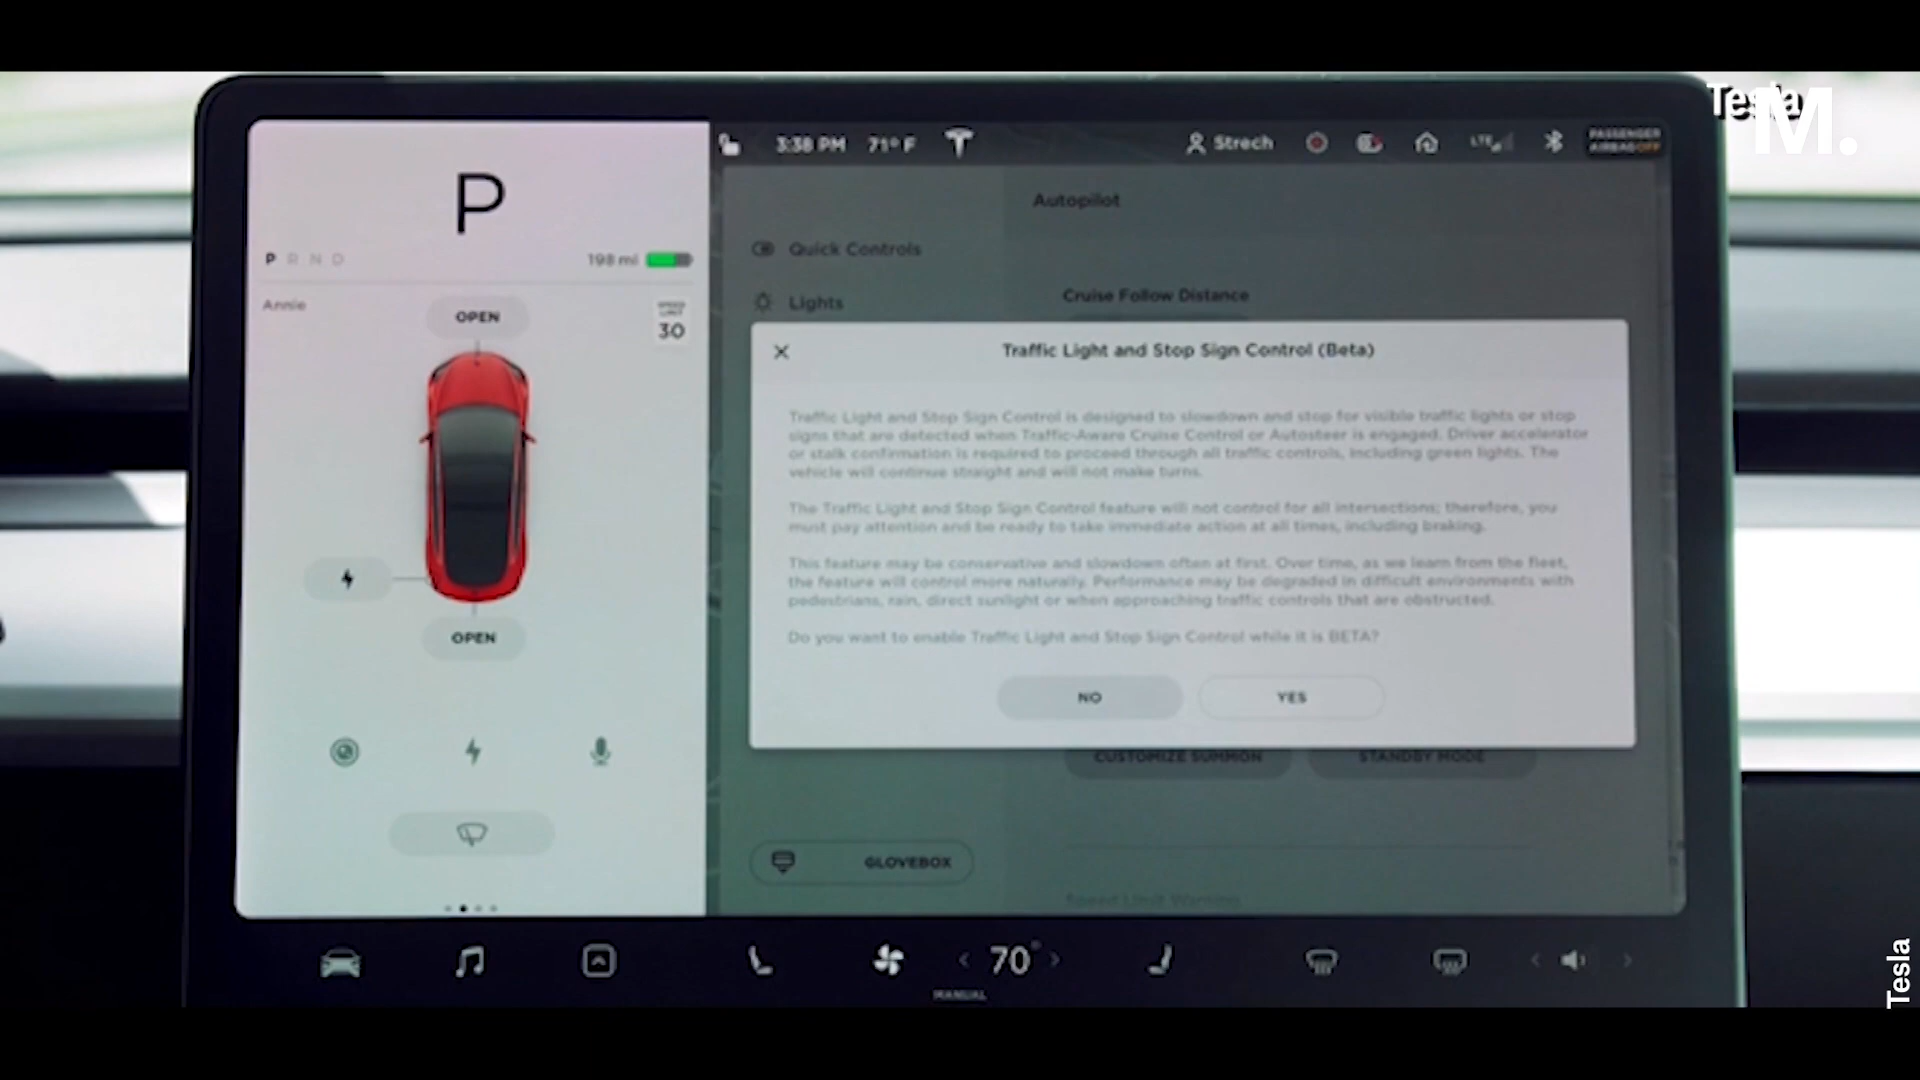 Tesla
M.
P
P R N D
198 mi
Annie
OPEN
SPEED
LIMIT
30
OPEN
3:38 PM 71° F
Strech
LTE
PASSENGER
AIRBAG OFF
Autopilot
Quick Controls
Lights
Cruise Follow Distance
Traffic Light and Stop Sign Control (Beta)
Traffic Light and Stop Sign Control is designed to slowdown and stop for visible traffic lights or stop
signs that are detected when Traffic-Aware Cruise Control or Autosteer is engaged. Driver accelerator
or stalk confirmation is required to proceed through all traffic controls, including green lights. The
vehicle will continue straight and will not make turns.
The Traffic Light and Stop Sign Control feature will not control for all intersections; therefore, you
must pay attention and be ready to take immediate action at all times, including braking.
This feature may be conservative and slowdown often at first. Over time, as we learn from the fleet,
the feature will control more naturally. Performance may be degraded in difficult environments with
pedestrians, rain, direct sunlight or when approaching traffic controls that are obstructed.
Do you want to enable Traffic Light and Stop Sign Control while it is BETA?
NO YES
CUSTOMIZE SUMMON STANDBY MODE
GLOVEBOX
Speed Limit Warning
70°
MANUAL
Tesla